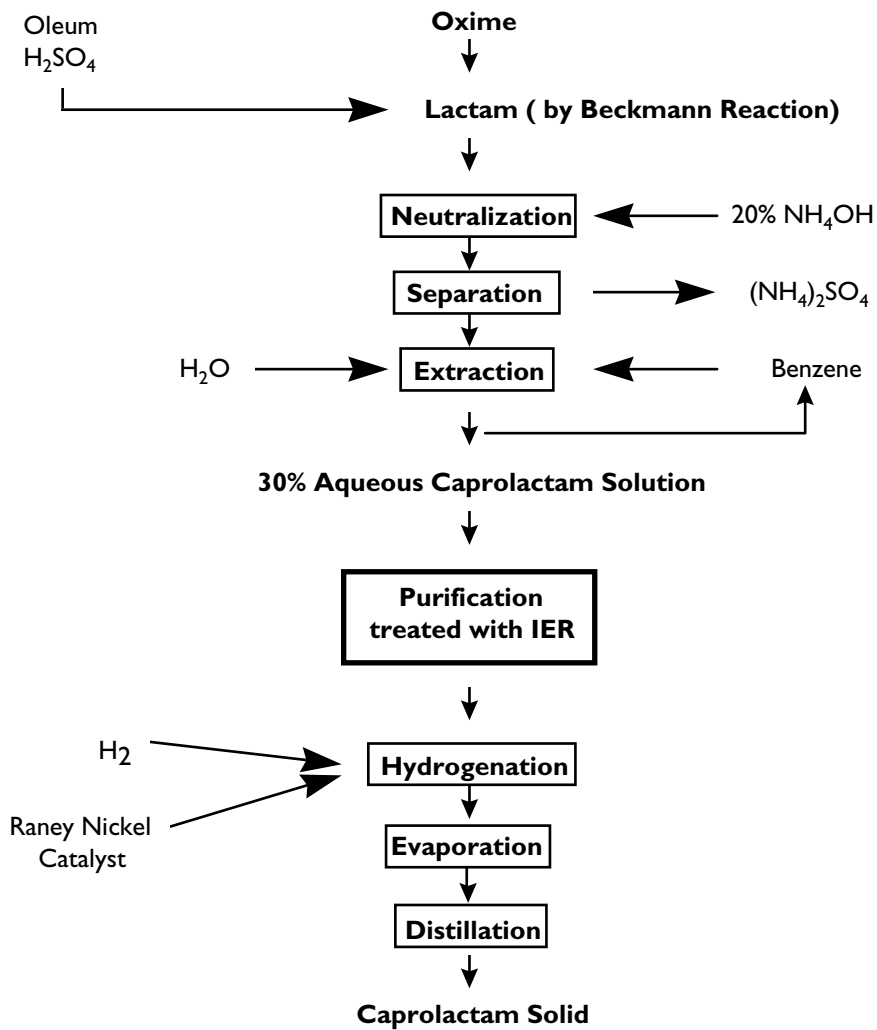 Oleum
H₂SO₄
Oxime
Lactam ( by Beckmann Reaction)
Neutralization
20% NH₄OH
Separation
(NH₄)₂SO₄
H₂O
Extraction
Benzene
30% Aqueous Caprolactam Solution
Purification
treated with IER
H₂
Hydrogenation
Raney Nickel
Catalyst
Evaporation
Distillation
Caprolactam Solid